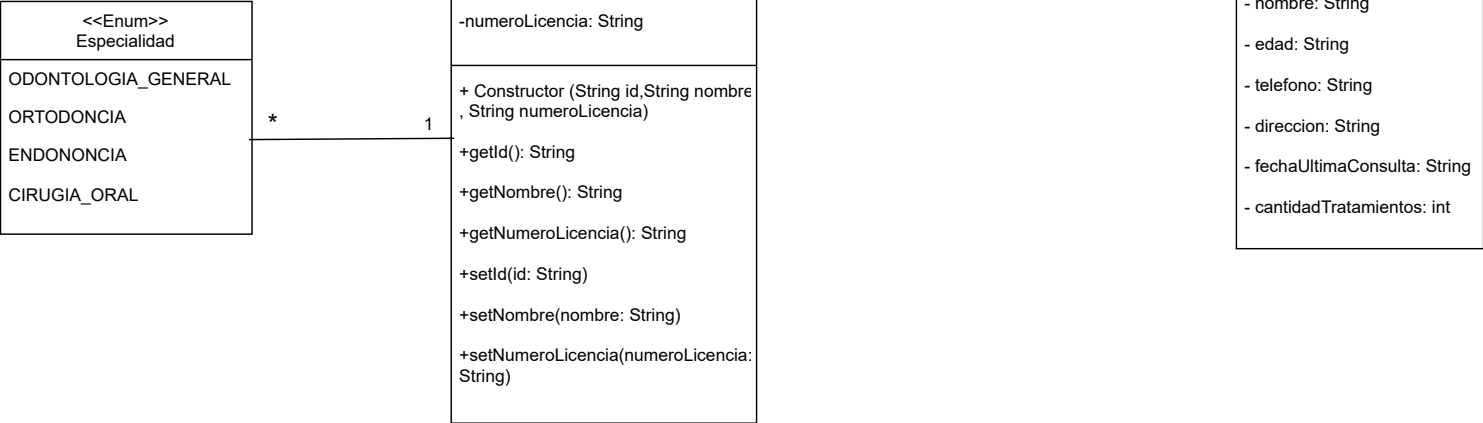 <<Enum>>
Especialidad
ODONTOLOGIA_GENERAL
ORTODONCIA
ENDONONCIA
CIRUGIA_ORAL
*
1
-numeroLicencia: String
+ Constructor (String id,String nombre
, String numeroLicencia)
+getId(): String
+getNombre(): String
+getNumeroLicencia(): String
+setId(id: String)
+setNombre(nombre: String)
+setNumeroLicencia(numeroLicencia:
String)
- nombre: String
- edad: String
- telefono: String
- direccion: String
- fechaUltimaConsulta: String
- cantidadTratamientos: int